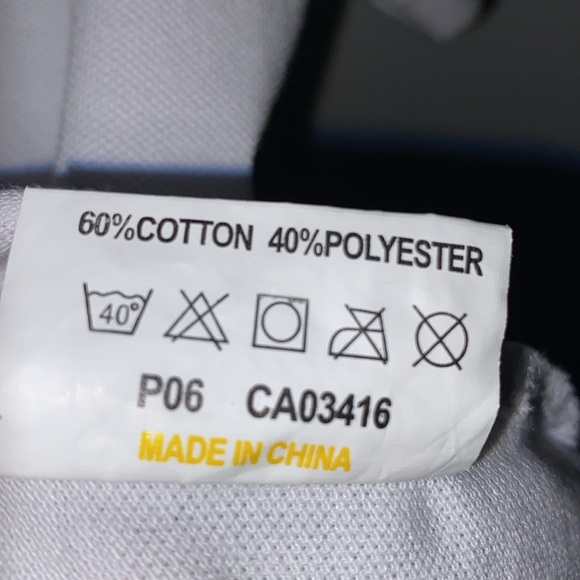 60%COTTON 40%POLYESTER
40°
P06 CA03416
MADE IN CHINA